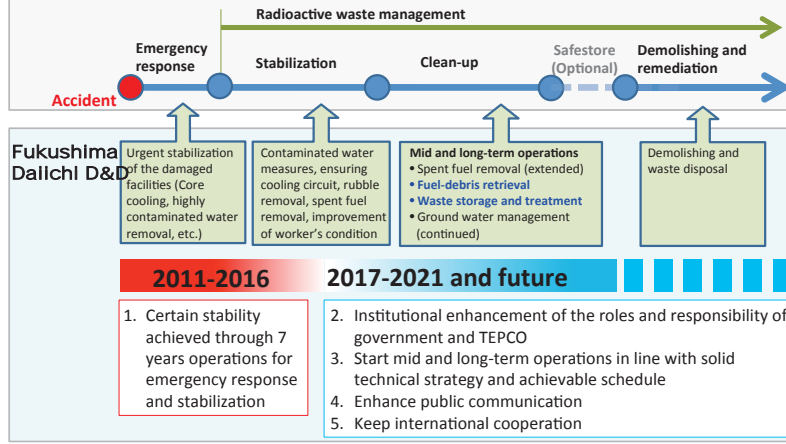 Radioactive waste management
Emergency
response
Stabilization
Clean-up
Safestore
(Optional)
Demolishing and
remediation
Accident
Fukushima
DaIichi D&D
Urgent stabilization
of the damaged
facilities (Core
cooling, highly
contaminated water
removal, etc.)
Contaminated water
measures, ensuring
cooling circuit, rubble
removal, spent fuel
removal, improvement
of worker's condition
Mid and long-term operations
• Spent fuel removal (extended)
• Fuel-debris retrieval
• Waste storage and treatment
• Ground water management
(continued)
Demolishing and
waste disposal
2011-2016
2017-2021 and future
1. Certain stability
achieved through 7
years operations for
emergency response
and stabilization
2. Institutional enhancement of the roles and responsibility of
government and TEPCO
3. Start mid and long-term operations in line with solid
technical strategy and achievable schedule
4. Enhance public communication
5. Keep international cooperation